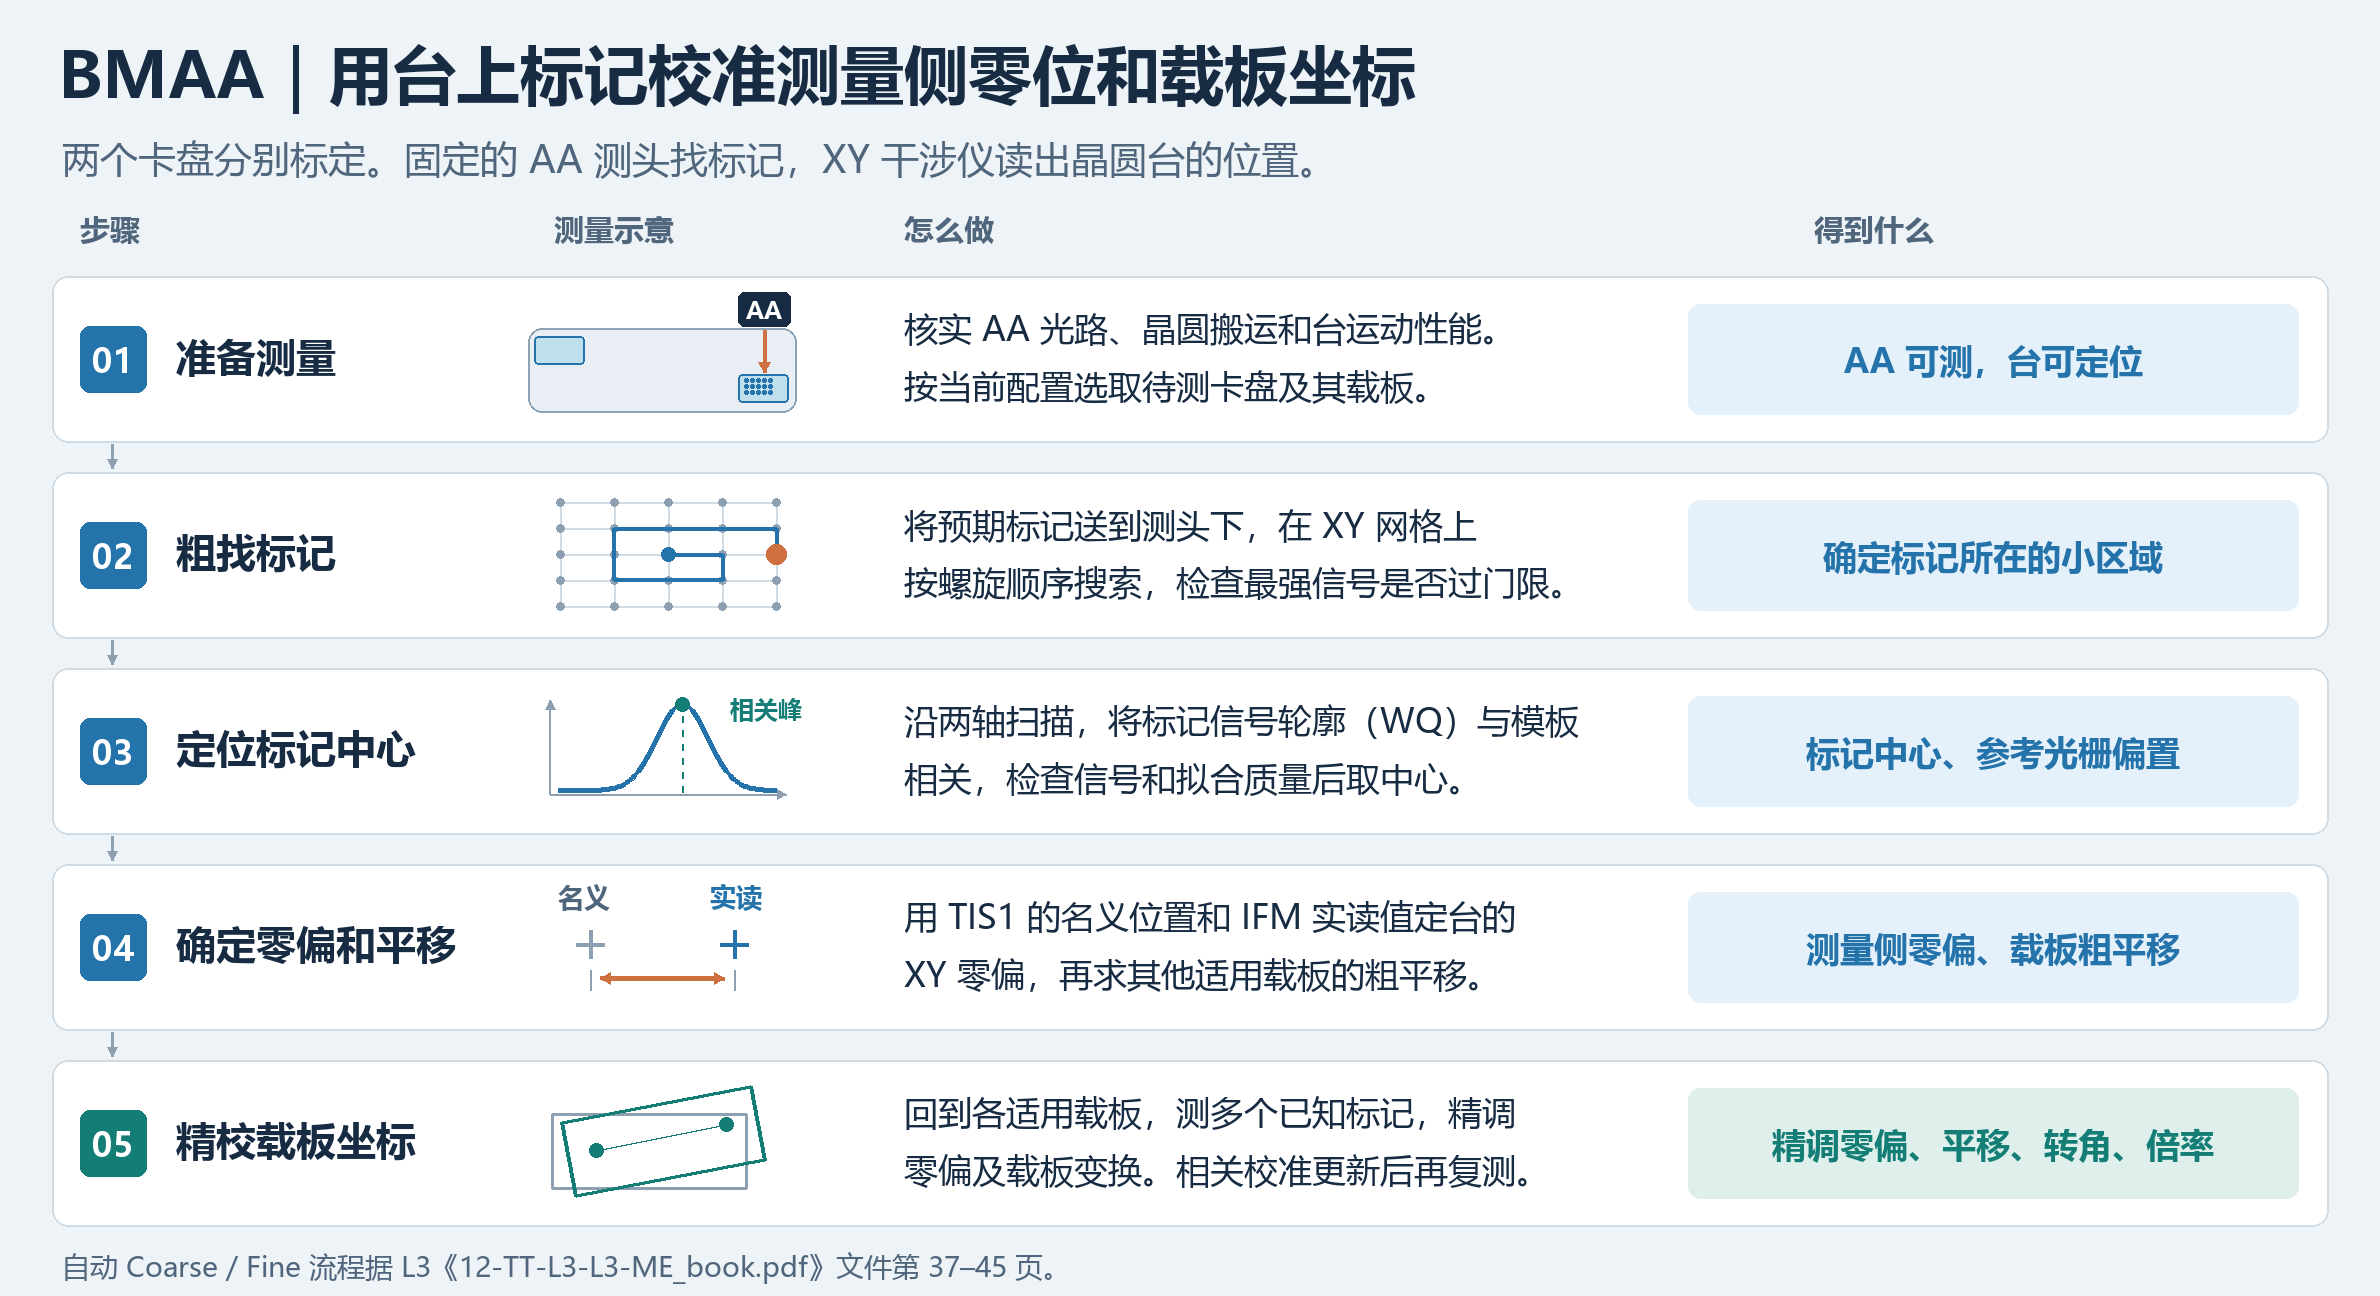 BMAA｜用台上标记校准测量侧零位和载板坐标
两个卡盘分别标定。固定的 AA 测头找标记，XY 干涉仪读出晶圆台的位置。
步骤
测量示意
怎么做
得到什么
01
准备测量
AA
核实 AA 光路、晶圆搬运和台运动性能。
按当前配置选取待测卡盘及其载板。
AA 可测，台可定位
02
粗找标记
将预期标记送到测头下，在 XY 网格上
按螺旋顺序搜索，检查最强信号是否过门限。
确定标记所在的小区域
03
定位标记中心
相关峰
沿两轴扫描，将标记信号轮廓（WQ）与模板
相关，检查信号和拟合质量后取中心。
标记中心、参考光栅偏置
04
确定零偏和平移
名义
实读
用 TIS1 的名义位置和 IFM 实读值定台的
XY 零偏，再求其他适用载板的粗平移。
测量侧零偏、载板粗平移
05
精校载板坐标
回到各适用载板，测多个已知标记，精调
零偏及载板变换。相关校准更新后再复测。
精调零偏、平移、转角、倍率
自动 Coarse / Fine 流程据 L3《12-TT-L3-L3-ME_book.pdf》文件第 37–45 页。